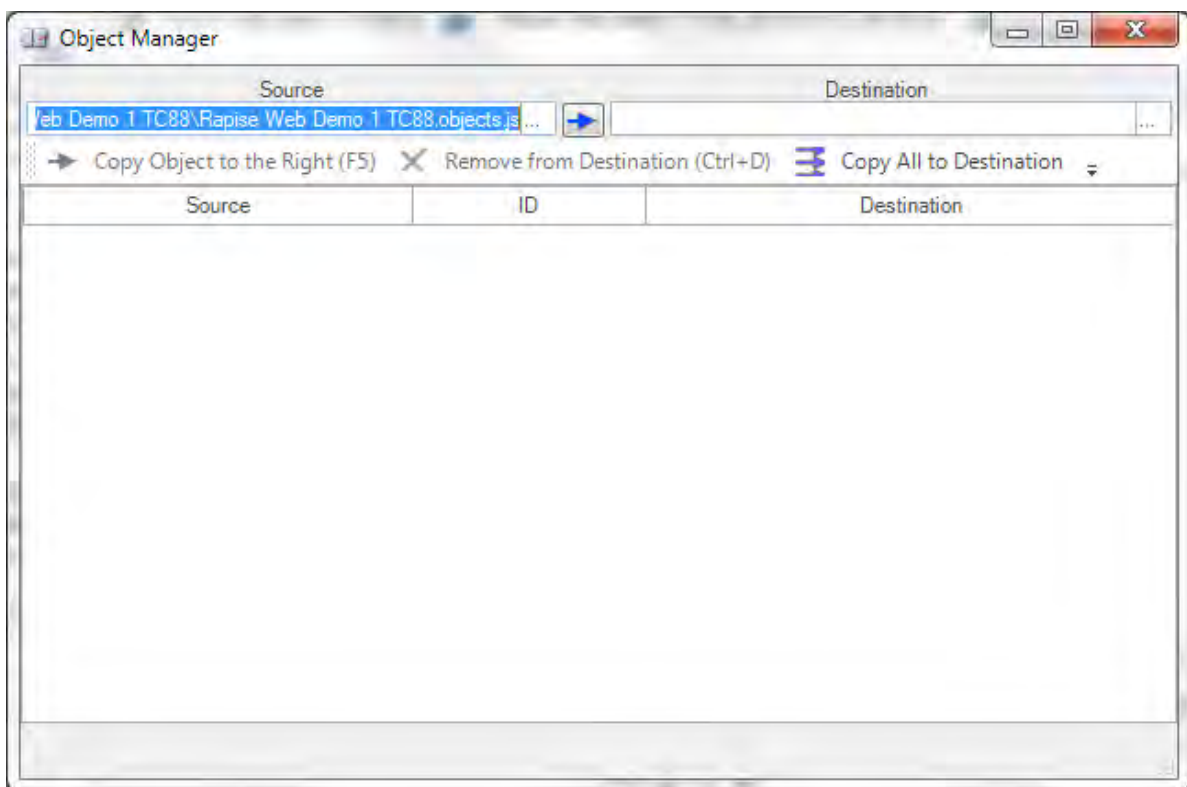 Object Manager
Source Destination
/eb Demo 1 TC88\Rapise Web Demo 1 TC88.objects.js ... ...
Copy Object to the Right (F5) Remove from Destination (Ctrl+D) Copy All to Destination
Source ID Destination